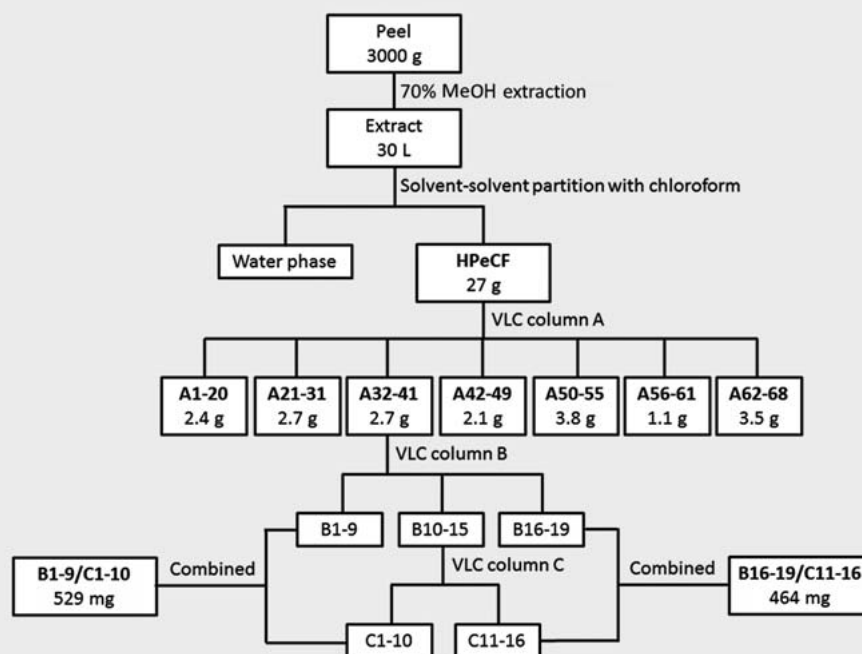 Peel
3000 g
70% MeOH extraction
Extract
30 L
Solvent-solvent partition with chloroform
Water phase
HPeCF
27 g
VLC column A
A1-20
2.4 g
A21-31
2.7 g
A32-41
2.7 g
A42-49
2.1 g
A50-55
3.8 g
A56-61
1.1 g
A62-68
3.5 g
VLC column B
B1-9
B10-15
B16-19
B1-9/C1-10
529 mg
Combined
VLC column C
Combined
B16-19/C11-16
464 mg
C1-10
C11-16